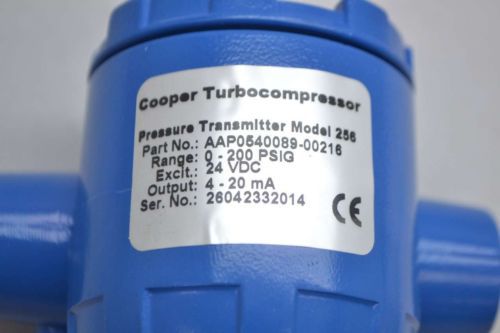 Cooper Turbocompressor
Pressure Transmitter Model 256
Part No.: AAP0540089-00216
Range: 0 - 200 PSIG
Excit.: 24 VDC
Output: 4 - 20 mA
Ser. No.: 26042332014
CE